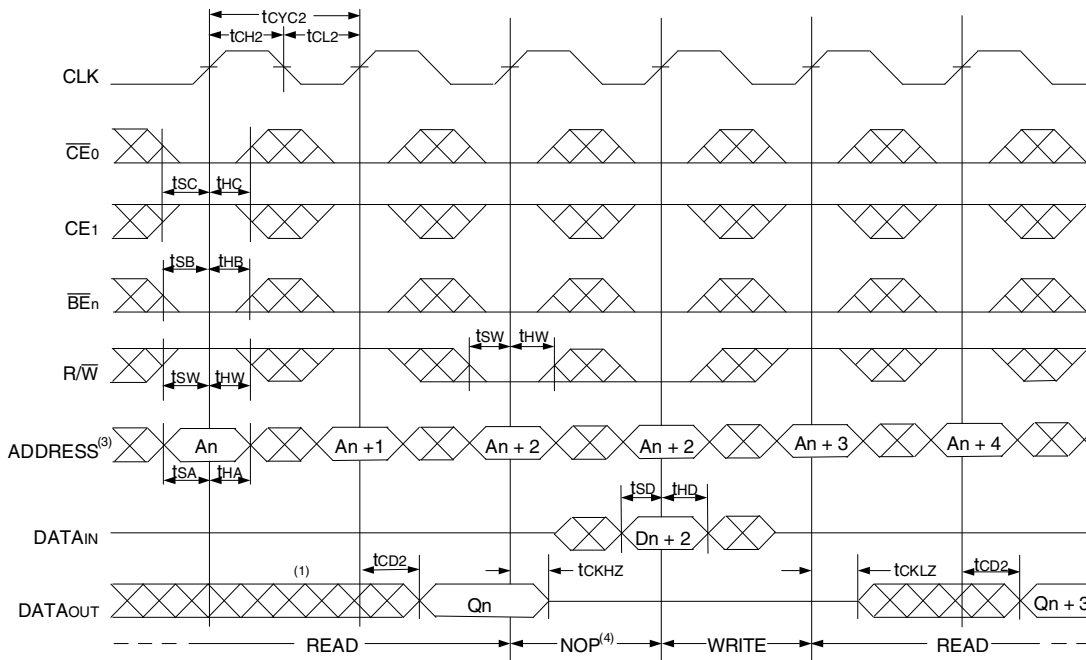 tCYC2
tCH2 tCL2
CLK
CE0
tSC tHC
CE1
tSB tHB
BEn
tSW tHW
R/W
tSW tHW
ADDRESS(3) An An +1 An + 2 An + 2 An + 3 An + 4
tSA tHA
tSD tHD
DATAIN Dn + 2
tCD2 tCKHZ tCKLZ tCD2
(1)
DATAOUT Qn Qn + 3
READ NOP(4) WRITE READ